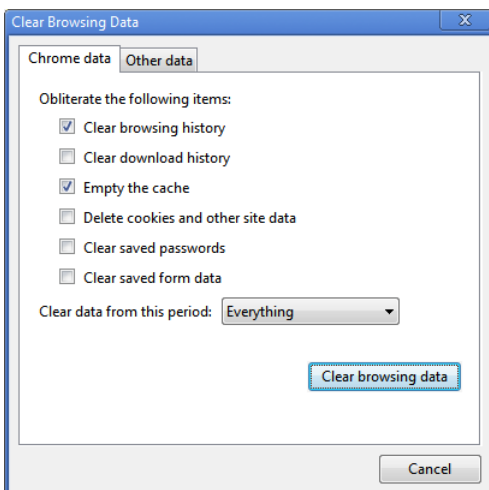 Clear Browsing Data
Chrome data Other data
Obliterate the following items:
Clear browsing history
Clear download history
Empty the cache
Delete cookies and other site data
Clear saved passwords
Clear saved form data
Clear data from this period: Everything
Clear browsing data
Cancel